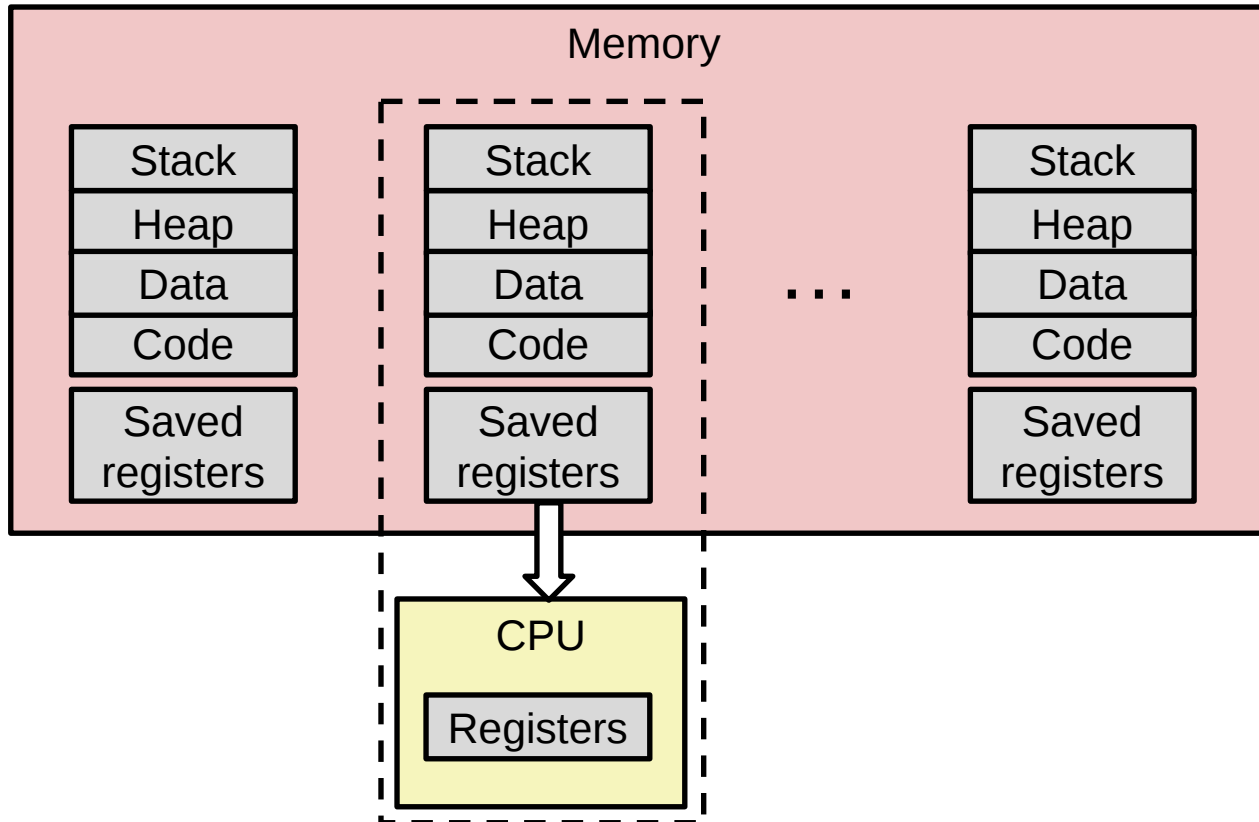 Memory
Stack
Heap
Data
Code
Saved
registers
Stack
Heap
Data
Code
Saved
registers
...
Stack
Heap
Data
Code
Saved
registers
CPU
Registers